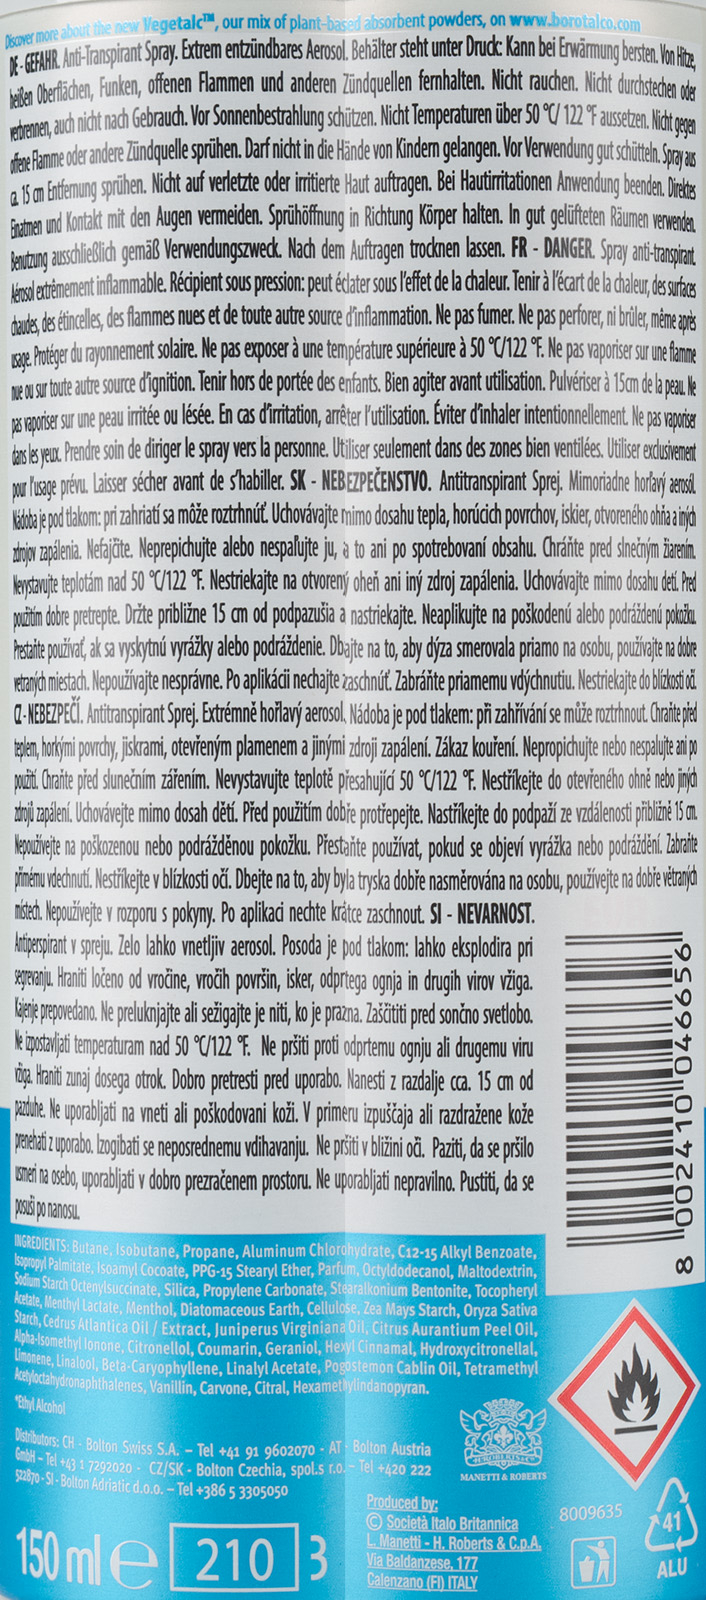 Discover more about the new Vegetalc™, our mix of plant-based absorbent powders, on www.borotalco.com
DE - GEFAHR. Anti-Transpirant Spray. Extrem entzündbares Aerosol. Behälter steht unter Druck: Kann bei Erwärmung bersten. Von Hitze,
heißen Oberflächen, Funken, offenen Flammen und anderen Zündquellen fernhalten. Nicht rauchen. Nicht durchstechen oder
verbrennen, auch nicht nach Gebrauch. Vor Sonnenbestrahlung schützen. Nicht Temperaturen über 50 °C/ 122 °F aussetzen. Nicht gegen
offene Flamme oder andere Zündquelle sprühen. Darf nicht in die Hände von Kindern gelangen. Vor Verwendung gut schütteln. Spray aus
ca. 15 cm Entfernung sprühen. Nicht auf verletzte oder irritierte Haut auftragen. Bei Hautirritationen Anwendung beenden. Direktes
Einatmen und Kontakt mit den Augen vermeiden. Sprühöffnung in Richtung Körper halten. In gut gelüfteten Räumen verwenden.
Benutzung ausschließlich gemäß Verwendungszweck. Nach dem Auftragen trocknen lassen. FR - DANGER. Spray anti-transpirant.
Aérosol extrêmement inflammable. Récipient sous pression: peut éclater sous l'effet de la chaleur. Tenir à l'écart de la chaleur, des surfaces
chaudes, des étincelles, des flammes nues et de toute autre source d'inflammation. Ne pas fumer. Ne pas perforer, ni brûler, même après
usage. Protéger du rayonnement solaire. Ne pas exposer à une température supérieure à 50 °C/122 °F. Ne pas vaporiser sur une flamme
nue ou sur toute autre source d'ignition. Tenir hors de portée des enfants. Bien agiter avant utilisation. Pulvériser à 15cm de la peau. Ne
pas vaporiser sur une peau irritée ou lésée. En cas d'irritation, arrêter l'utilisation. Éviter d'inhaler intentionnellement. Ne pas vaporiser
dans les yeux. Prendre soin de diriger le spray vers la personne. Utiliser seulement dans des zones bien ventilées. Utiliser exclusivement
pour l'usage prévu. Laisser sécher avant de s'habiller. SK - NEBEZPEČENSTVO. Antitranspirant Sprej. Mimoriadne horľavý aerosól.
Nádoba je pod tlakom: pri zahriatí sa môže roztrhnúť. Uchovávajte mimo dosahu tepla, horúcich povrchov, iskier, otvoreného ohňa a iných
zdrojov zapálenia. Nefajčite. Neprepichujte alebo nespaľujte ju, a to ani po spotrebovaní obsahu. Chráňte pred slnečným žiarením.
Nevystavujte teplotám nad 50 °C/122 °F. Nestriekajte na otvorený oheň ani iný zdroj zapálenia. Uchovávajte mimo dosahu detí. Pred
použitím dobre pretrepte. Držte približne 15 cm od podpazušia a nastriekajte. Neaplikujte na poškodenú alebo podráždenú pokožku.
Prestaňte používať, ak sa vyskytnú vyrážky alebo podráždenie. Dbajte na to, aby dýza smerovala priamo na osobu, používajte na dobre
vetraných miestach. Nepoužívajte nesprávne. Po aplikácii nechajte zaschnúť. Zabráňte priamemu vdýchnutiu. Nestriekajte do blízkosti očí.
CZ - NEBEZPEČÍ. Antitranspirant Sprej. Extrémně hořlavý aerosol. Nádoba je pod tlakem: při zahřívání se může roztrhnout. Chraňte před
teplem, horkými povrchy, jiskrami, otevřeným plamenem a jinými zdroji zapálení. Zákaz kouření. Nepropichujte nebo nespalujte ani po
použití. Chraňte před slunečním zářením. Nevystavujte teplotě přesahující 50 °C/122 °F. Nestříkejte do otevřeného ohně nebo jiných
zdrojů zapálení. Uchovávejte mimo dosah dětí. Před použitím dobře protřepejte. Nastříkejte do podpaží ze vzdálenosti přibližně 15 cm.
Nepoužívejte na poškozenou nebo podrážděnou pokožku. Přestaňte používat, pokud se objeví vyrážka nebo podráždění. Zabraňte
přímému vdechnutí. Nestříkejte v blízkosti očí. Dbejte na to, aby byla tryska dobře nasměrována na osobu, používejte na dobře větraných
místech. Nepoužívejte v rozporu s pokyny. Po aplikaci nechte krátce zaschnout. SI - NEVARNOST.
Antiperspirant v spreju. Zelo lahko vnetljiv aerosol. Posoda je pod tlakom: lahko eksplodira pri
segrevanju. Hraniti ločeno od vročine, vročih površin, isker, odprtega ognja in drugih virov vžiga.
Kajenje prepovedano. Ne preluknjajte ali sežigajte je niti, ko je prazna. Zaščititi pred sončno svetlobo.
Ne izpostavljati temperaturam nad 50 °C/122 °F. Ne pršiti proti odprtemu ognju ali drugemu viru
vžiga. Hraniti zunaj dosega otrok. Dobro pretresti pred uporabo. Nanesti z razdalje cca. 15 cm od
pazduhe. Ne uporabljati na vneti ali poškodovani koži. V primeru izpuščaja ali razdražene kože
prenehati z uporabo. Izogibati se neposrednemu vdihavanju. Ne pršiti v bližini oči. Paziti, da se pršilo
usmeri na osebo, uporabljati v dobro prezračenem prostoru. Ne uporabljati nepravilno. Pustiti, da se
posuši po nanosu.
8 002410 046656
INGREDIENTS: Butane, Isobutane, Propane, Aluminum Chlorohydrate, C12-15 Alkyl Benzoate,
Isopropyl Palmitate, Isoamyl Cocoate, PPG-15 Stearyl Ether, Parfum, Octyldodecanol, Maltodextrin,
Sodium Starch Octenylsuccinate, Silica, Propylene Carbonate, Stearalkonium Bentonite, Tocopheryl
Acetate, Menthyl Lactate, Menthol, Diatomaceous Earth, Cellulose, Zea Mays Starch, Oryza Sativa
Starch, Cedrus Atlantica Oil / Extract, Juniperus Virginiana Oil, Citrus Aurantium Peel Oil,
Alpha-Isomethyl Ionone, Citronellol, Coumarin, Geraniol, Hexyl Cinnamal, Hydroxycitronellal,
Limonene, Linalool, Beta-Caryophyllene, Linalyl Acetate, Pogostemon Cablin Oil, Tetramethyl
Acetyloctahydronaphthalenes, Vanillin, Carvone, Citral, Hexamethylindanopyran.
*Ethyl Alcohol
Distributors: CH - Bolton Swiss S.A. – Tel +41 91 9602070 - AT - Bolton Austria
GmbH – Tel +43 1 7292020 - CZ/SK - Bolton Czechia, spol.s r.o. – Tel +420 222
522870 - SI - Bolton Adriatic d.o.o. – Tel +386 5 3305050
MANETTI & ROBERTS
Produced by:
© Società Italo Britannica
L. Manetti - H. Roberts & C.p.A.
Via Baldanzese, 177
Calenzano (FI) ITALY
8009635
41
ALU
150 ml e 210 3